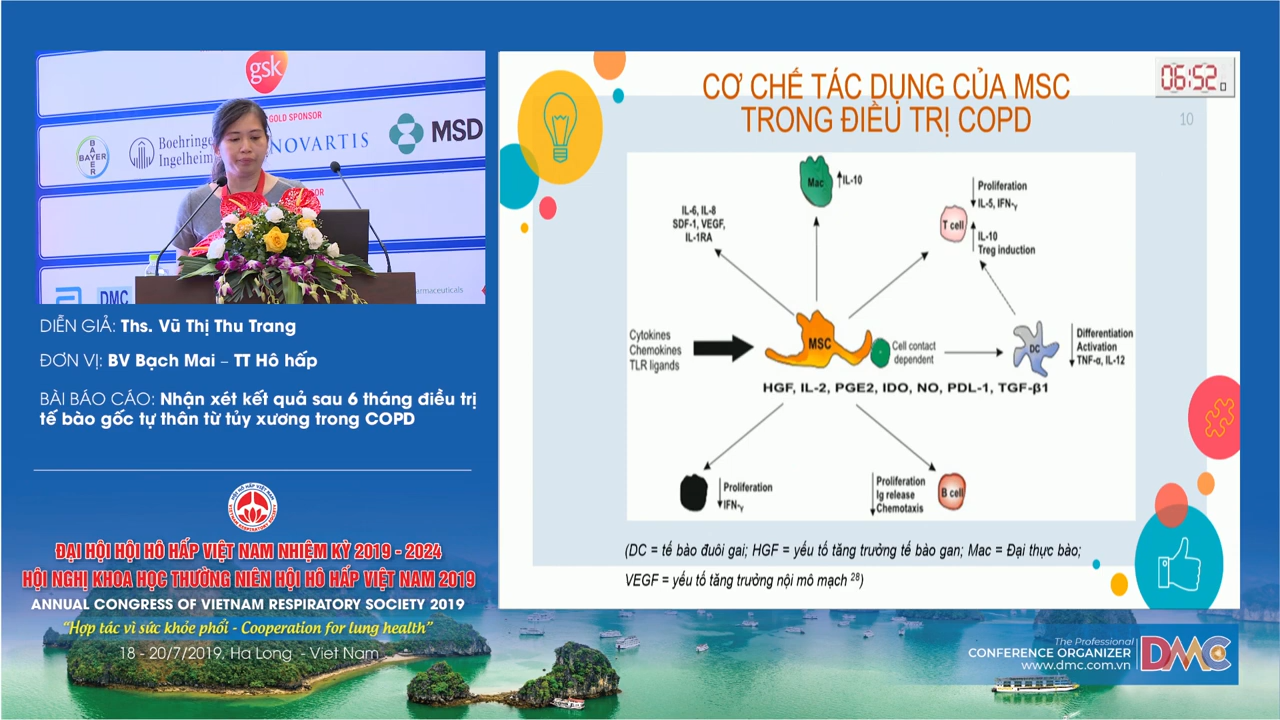 gsk
GOLD SPONSOR
BAYER
BAYER
Boehringer
Ingelheim
NOVARTIS
MSD
DMC
armaceuticals
DIỄN GIẢ: Ths. Vũ Thị Thu Trang
ĐƠN VỊ: BV Bạch Mai – TT Hô hấp
BÀI BÁO CÁO: Nhận xét kết quả sau 6 tháng điều trị
tế bào gốc tự thân từ tủy xương trong COPD
HỘI HÔ HẤP VIỆT NAM
VIETNAM RESPIRATORY SOCIETY
ĐẠI HỘI HỘI HÔ HẤP VIỆT NAM NHIỆM KỲ 2019 - 2024
HỘI NGHỊ KHOA HỌC THƯỜNG NIÊN HỘI HÔ HẤP VIỆT NAM 2019
ANNUAL CONGRESS OF VIETNAM RESPIRATORY SOCIETY 2019
“Hợp tác vì sức khỏe phổi - Cooperation for lung health”
18 - 20/7/2019, Ha Long - Viet Nam
CƠ CHẾ TÁC DỤNG CỦA MSC
TRONG ĐIỀU TRỊ COPD
06:52
10
Mac
IL-10
IL-6, IL-8
SDF-1, VEGF,
IL-1RA
Proliferation
IL-5, IFN-γ
T cell
IL-10
Treg induction
Cytokines
Chemokines
TLR ligands
MSC
Cell contact
dependent
DC
Differentiation
Activation
TNF-α, IL-12
HGF, IL-2, PGE2, IDO, NO, PDL-1, TGF-β1
Proliferation
IFN-γ
Proliferation
Ig release
Chemotaxis
B cell
(DC = tế bào đuôi gai; HGF = yếu tố tăng trưởng tế bào gan; Mac = Đại thực bào;
VEGF = yếu tố tăng trưởng nội mô mạch 28)
The Professional
CONFERENCE ORGANIZER
www.dmc.com.vn
DMC